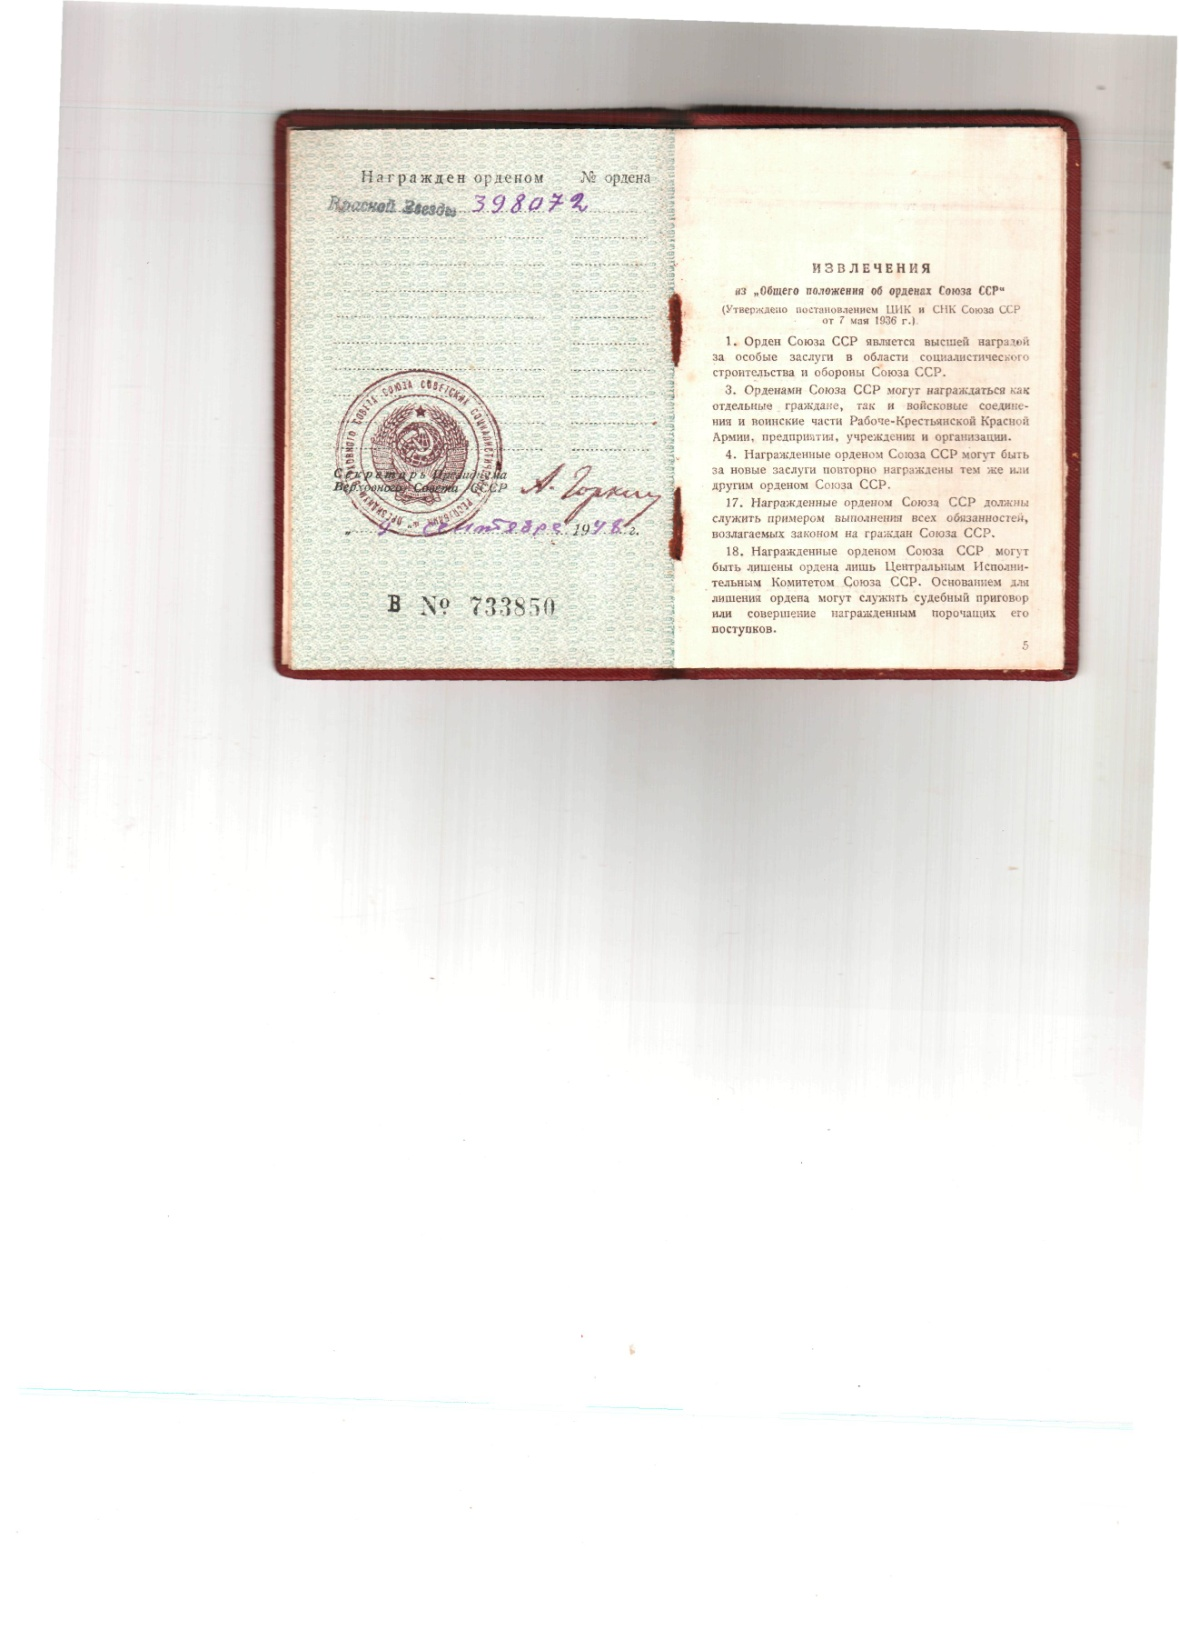 Награжден орденом № ордена
Красной Звезды 398072
СОВЕТА СОЮЗА СОВЕТСКИХ СОЦИАЛИСТИЧЕСКИХ РЕСПУБЛИК
Секретарь Президиума
Верховного Совета СССР А. Горкин
„ сентября 1948 г.
В № 733850
ИЗВЛЕЧЕНИЯ
из „Общего положения об орденах Союза ССР“
(Утверждено постановлением ЦИК и СНК Союза ССР
от 7 мая 1936 г.).
1. Орден Союза ССР является высшей наградой
за особые заслуги в области социалистического
строительства и обороны Союза ССР.
3. Орденами Союза ССР могут награждаться как
отдельные граждане, так и войсковые соедине-
ния и воинские части Рабоче-Крестьянской Красной
Армии, предприятия, учреждения и организации.
4. Награжденные орденом Союза ССР могут быть
за новые заслуги повторно награждены тем же или
другим орденом Союза ССР.
17. Награжденные орденом Союза ССР должны
служить примером выполнения всех обязанностей,
возлагаемых законом на граждан Союза ССР.
18. Награжденные орденом Союза ССР могут
быть лишены ордена лишь Центральным Исполни-
тельным Комитетом Союза ССР. Основанием для
лишения ордена могут служить судебный приговор
или совершение награжденным порочащих его
поступков.
5